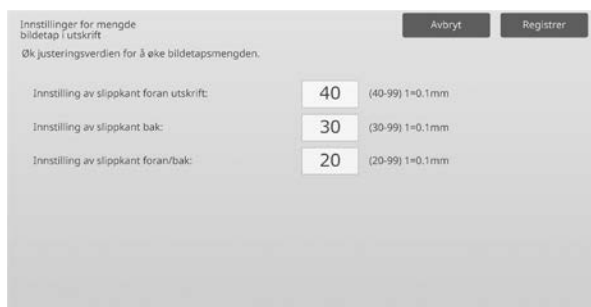 Innstillinger for mengde
bildetap i utskrift
Avbryt
Registrer
Øk justeringsverdien for å øke bildetapsmengden.
Innstilling av slippkant foran utskrift: 40 (40-99) 1=0.1mm
Innstilling av slippkant bak: 30 (30-99) 1=0.1mm
Innstilling av slippkant foran/bak: 20 (20-99) 1=0.1mm